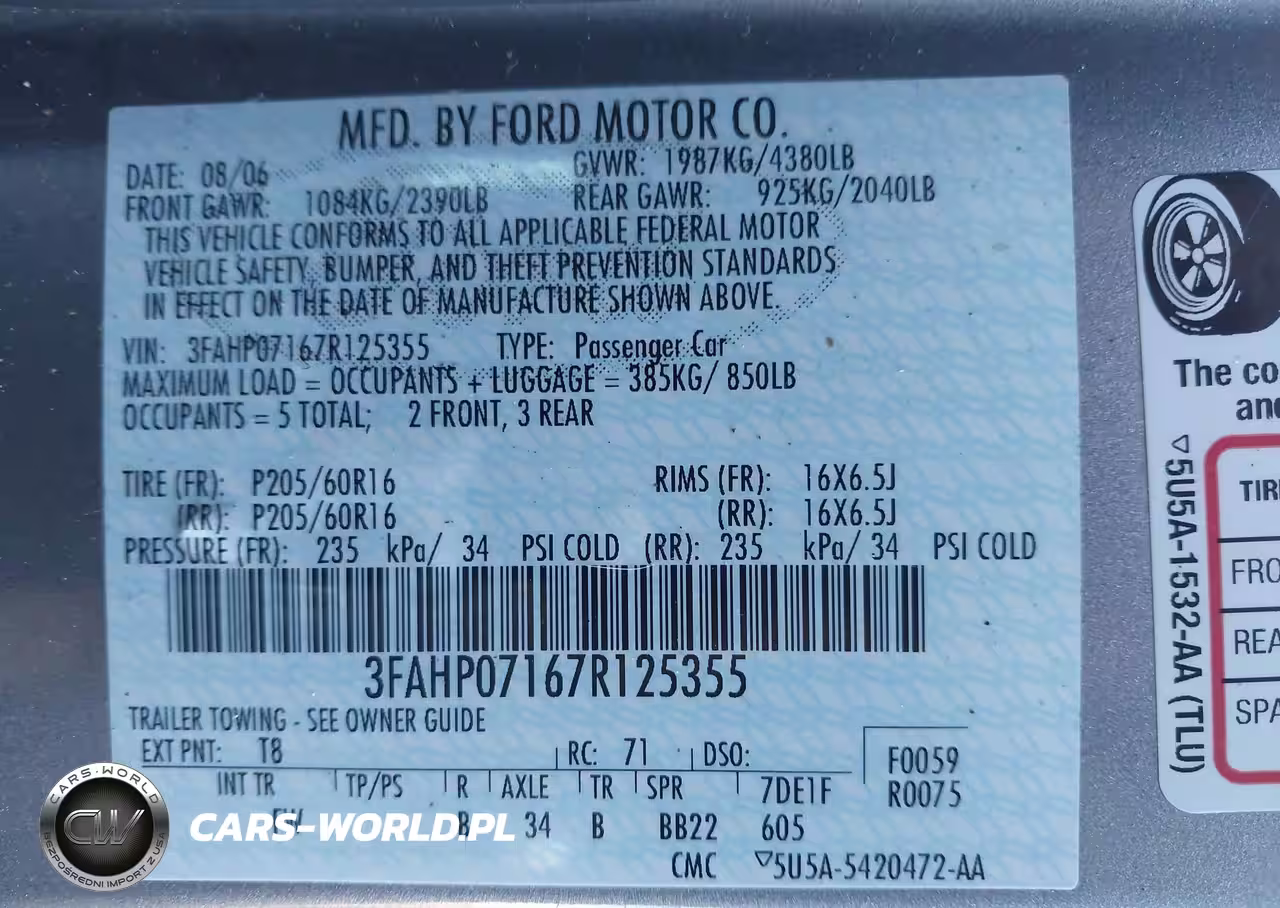 MFD. BY FORD MOTOR CO.
DATE: 08/06 GVWR: 1987KG/4380LB
FRONT GAWR: 1084KG/2390LB REAR GAWR: 925KG/2040LB
THIS VEHICLE CONFORMS TO ALL APPLICABLE FEDERAL MOTOR
VEHICLE SAFETY, BUMPER, AND THEFT PREVENTION STANDARDS
IN EFFECT ON THE DATE OF MANUFACTURE SHOWN ABOVE.
VIN: 3FAHP07167R125355 TYPE: Passenger Car
MAXIMUM LOAD = OCCUPANTS + LUGGAGE = 385KG/ 850LB
OCCUPANTS = 5 TOTAL; 2 FRONT, 3 REAR
TIRE (FR): P205/60R16 RIMS (FR): 16X6.5J
(RR): P205/60R16 (RR): 16X6.5J
PRESSURE (FR): 235 kPa/ 34 PSI COLD (RR): 235 kPa/ 34 PSI COLD
3FAHP07167R125355
TRAILER TOWING - SEE OWNER GUIDE
EXT PNT: T8 RC: 71 DSO: F0059
INT TR TP/PS R AXLE TR SPR 7DE1F R0075
B 34 B BB22 605
CMC ▽5U5A-5420472-AA
The co
and
TIR
FRO
REA
SPA
▽5U5A-1532-AA (TLU)
CARS-WORLD
CW
BEZPOŚREDNI IMPORT Z USA
CARS-WORLD.PL